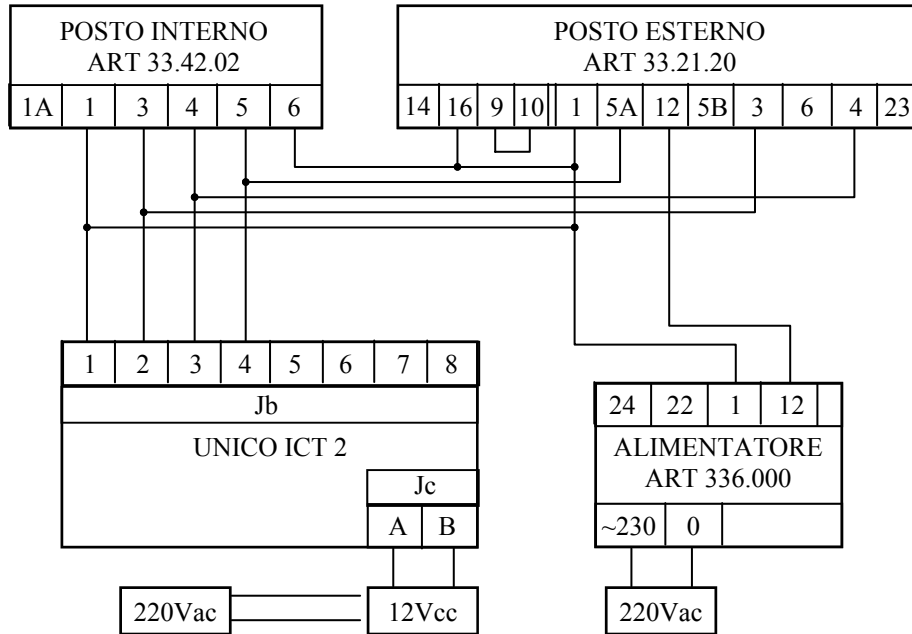 POSTO INTERNO
ART 33.42.02
1A 1 3 4 5 6
POSTO ESTERNO
ART 33.21.20
14 16 9 10 1 5A 12 5B 3 6 4 23
1 2 3 4 5 6 7 8
Jb
UNICO ICT 2
Jc
A B
24 22 1 12
ALIMENTATORE
ART 336.000
~230 0
220Vac
12Vcc
220Vac